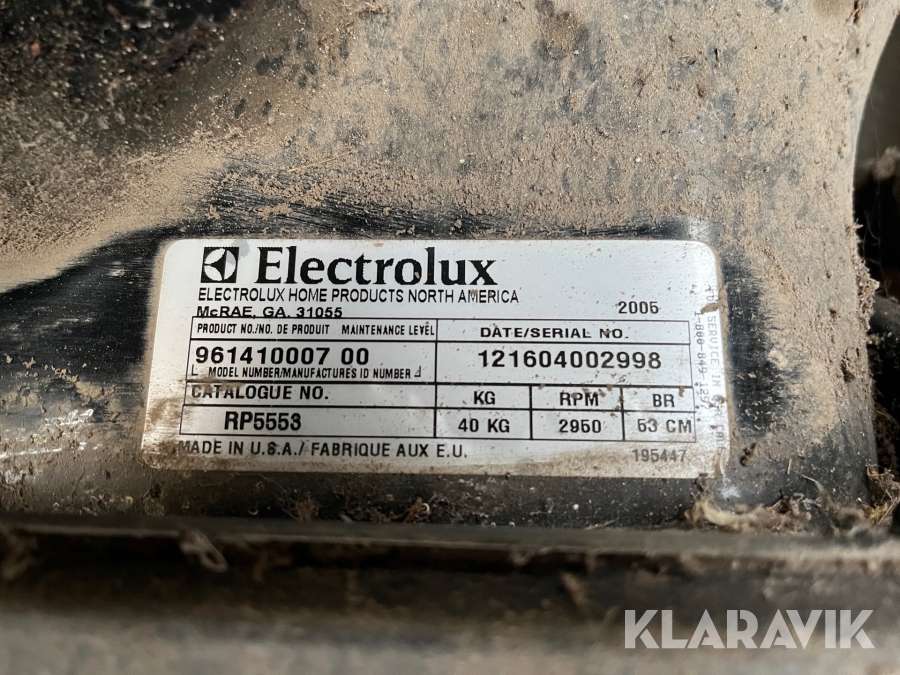 Electrolux
ELECTROLUX HOME PRODUCTS NORTH AMERICA
McRAE, GA. 31055
2005
PRODUCT NO./NO. DE PRODUIT MAINTENANCE LEVEL
DATE/SERIAL NO.
961410007 00
121604002998
MODEL NUMBER/MANUFACTURES ID NUMBER
CATALOGUE NO.
KG
RPM
BR
RP5553
40 KG
2950
53 CM
MADE IN U.S.A./ FABRIQUE AUX E.U.
195447
SERVICE IN
KLARAVIK